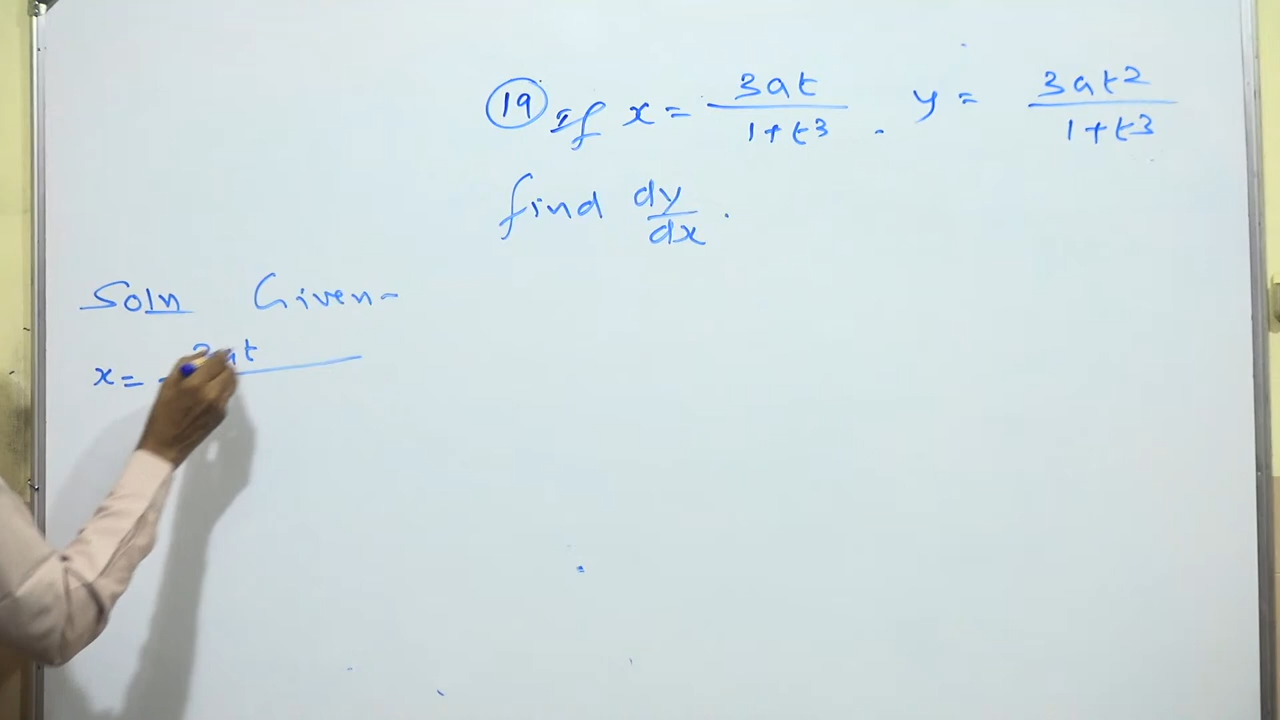 19 If x = 3at / 1+t3 . y = 3at2 / 1+t3
find dy/dx .
Soln Given-
x = 3at